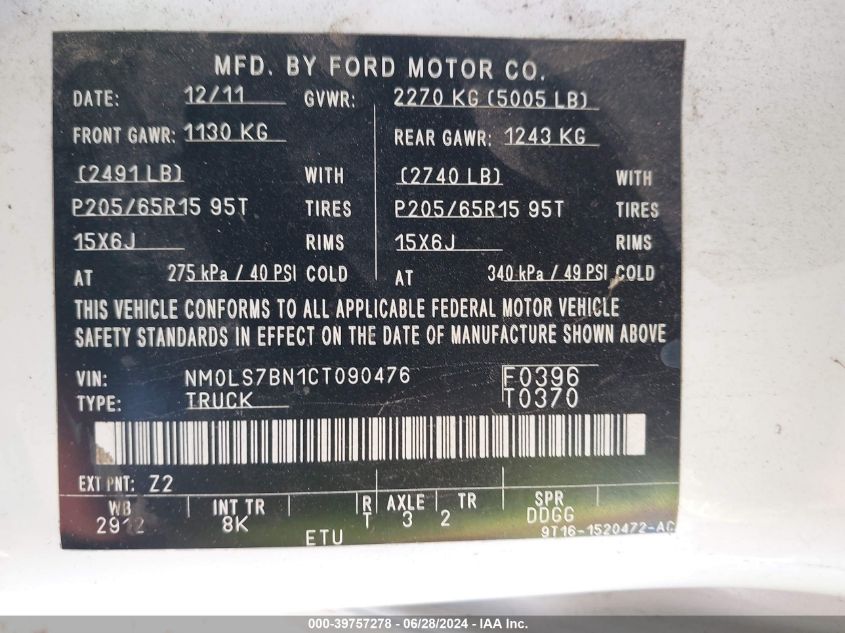 MFD. BY FORD MOTOR CO.
DATE: 12/11 GVWR: 2270 KG (5005 LB)
FRONT GAWR: 1130 KG REAR GAWR: 1243 KG
(2491 LB) WITH (2740 LB) WITH
P205/65R15 95T TIRES P205/65R15 95T TIRES
15X6J RIMS 15X6J RIMS
AT 275 kPa / 40 PSI COLD AT 340 kPa / 49 PSI COLD
THIS VEHICLE CONFORMS TO ALL APPLICABLE FEDERAL MOTOR VEHICLE
SAFETY STANDARDS IN EFFECT ON THE DATE OF MANUFACTURE SHOWN ABOVE
VIN: NM0LS7BN1CT090476 F0396
TYPE: TRUCK T0370
EXT PNT: Z2
WB INT TR R AXLE TR SPR
2912 8K T 3 2 DDGG
ETU 9T16-1520472-AC
000-39757278 - 06/28/2024 - IAA Inc.